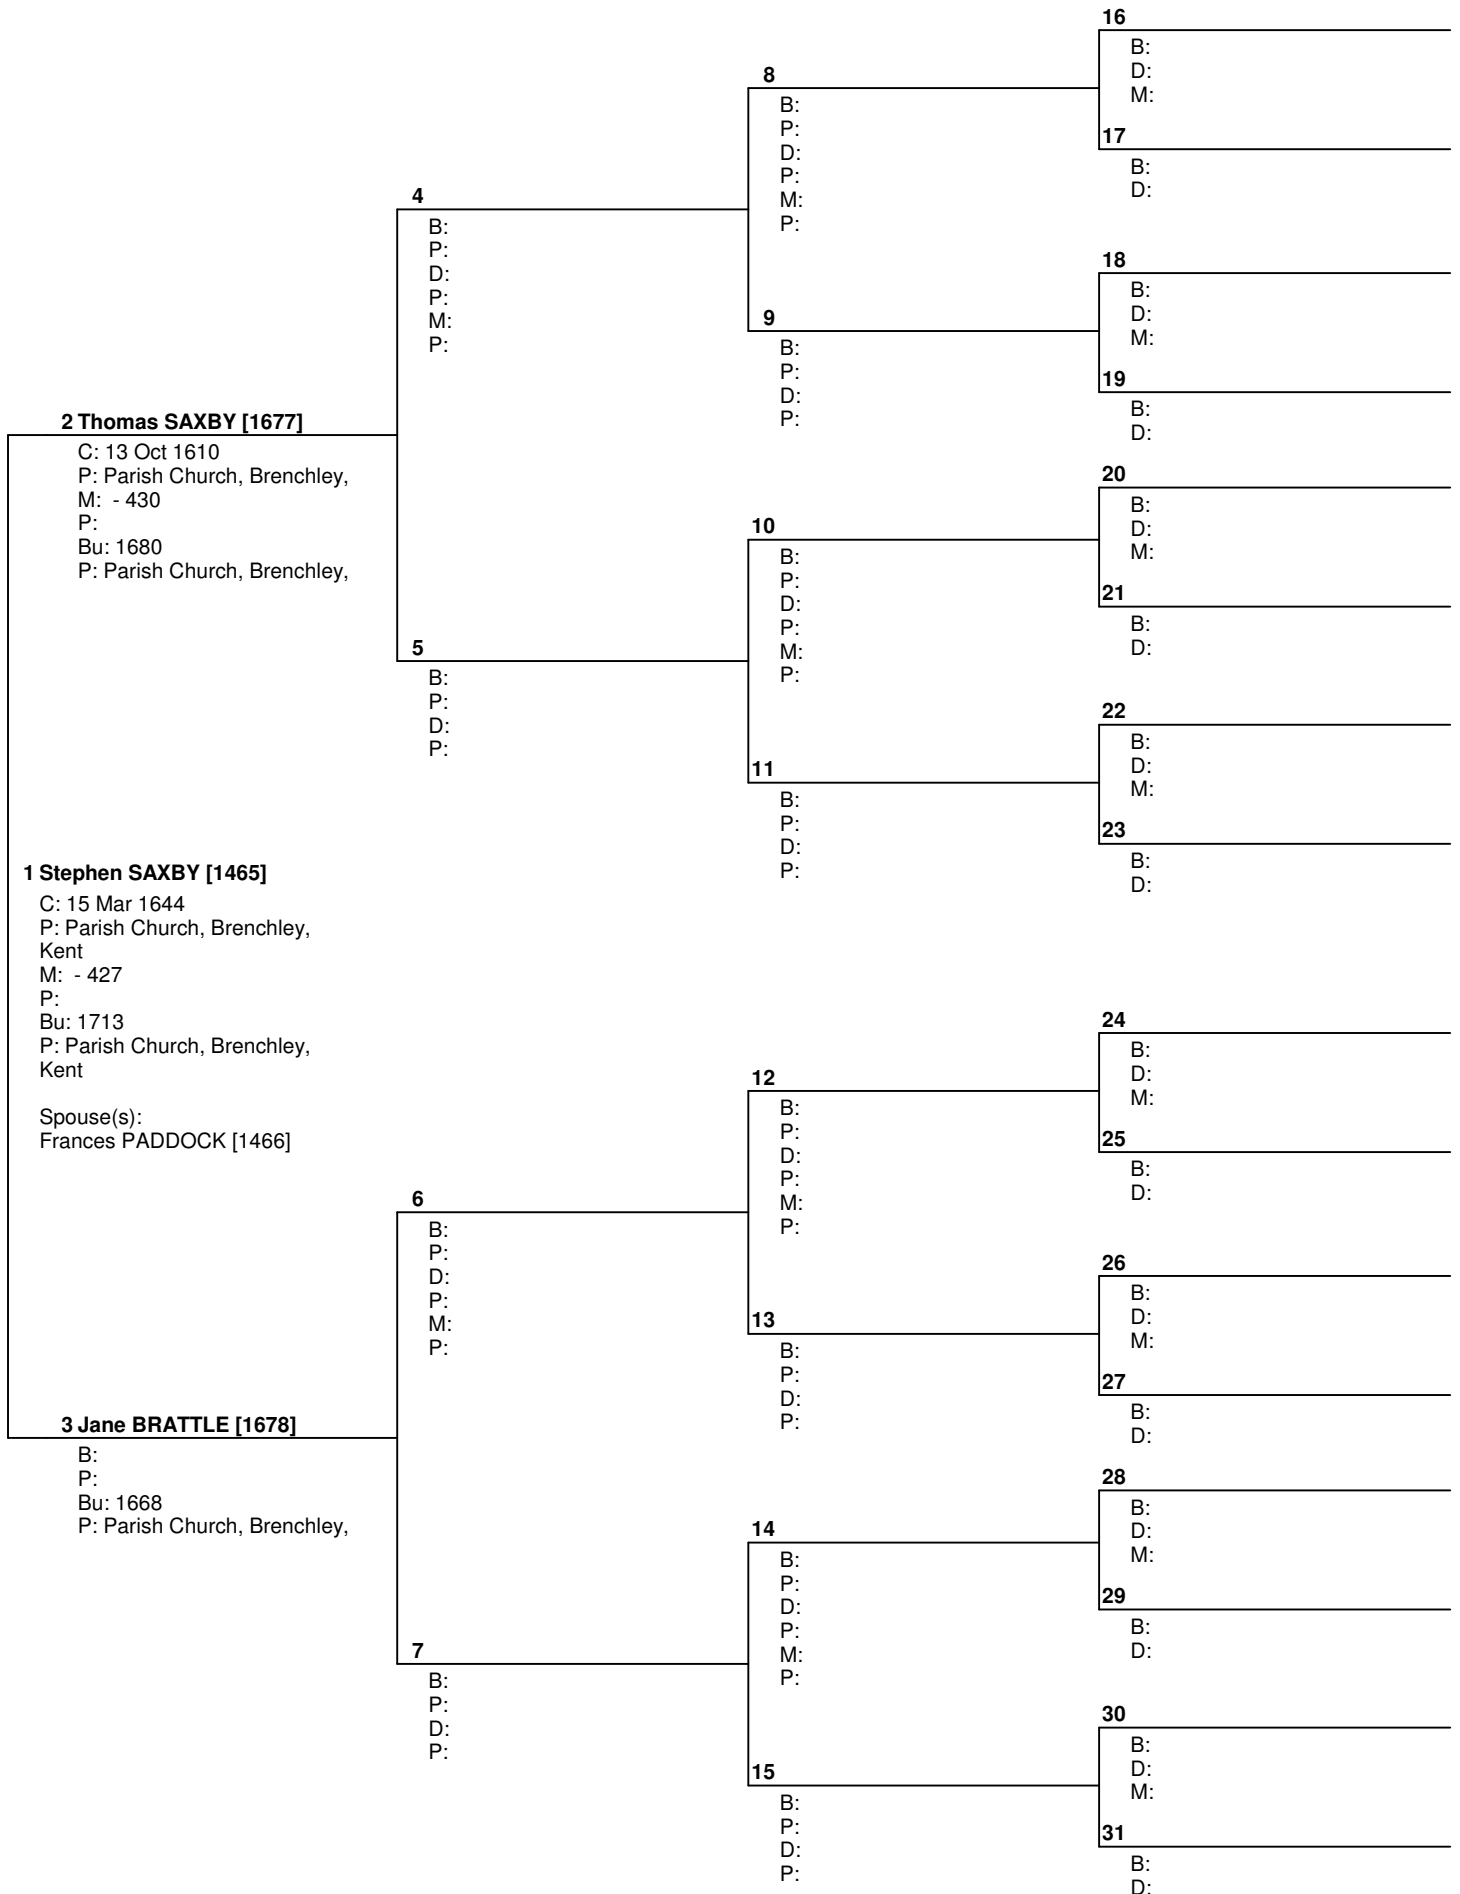 16
B:
D:
M:
8
B:
P:
D:
P:
M:
P:
17
B:
D:
4
B:
P:
D:
P:
M:
P:
18
B:
D:
M:
9
B:
P:
D:
P:
19
B:
D:
2 Thomas SAXBY [1677]
C: 13 Oct 1610
P: Parish Church, Brenchley,
M: - 430
P:
Bu: 1680
P: Parish Church, Brenchley,
20
B:
D:
M:
10
B:
P:
D:
P:
M:
P:
21
B:
D:
5
B:
P:
D:
P:
22
B:
D:
M:
11
B:
P:
D:
P:
23
B:
D:
1 Stephen SAXBY [1465]
C: 15 Mar 1644
P: Parish Church, Brenchley,
Kent
M: - 427
P:
Bu: 1713
P: Parish Church, Brenchley,
Kent
Spouse(s):
Frances PADDOCK [1466]
24
B:
D:
M:
12
B:
P:
D:
P:
M:
P:
25
B:
D:
6
B:
P:
D:
P:
M:
P:
26
B:
D:
M:
13
B:
P:
D:
P:
27
B:
D:
3 Jane BRATTLE [1678]
B:
P:
Bu: 1668
P: Parish Church, Brenchley,
28
B:
D:
M:
14
B:
P:
D:
P:
M:
P:
29
B:
D:
7
B:
P:
D:
P:
30
B:
D:
M:
15
B:
P:
D:
P:
31
B:
D: